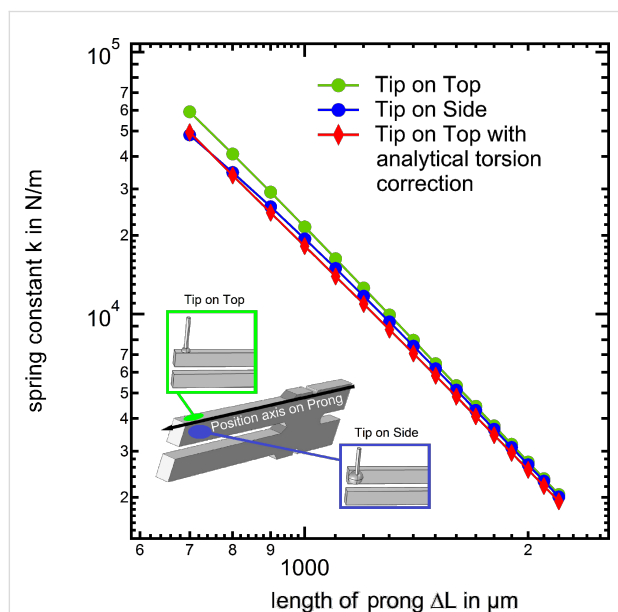 10^5
7
6
5
4
3
2
10^4
7
6
5
4
3
2
spring constant k in N/m
Tip on Top
Tip on Side
Tip on Top with
analytical torsion
correction
Tip on Top
Position axis on Prong
Tip on Side
6
7
8
9
1000
2
length of prong ΔL in μm